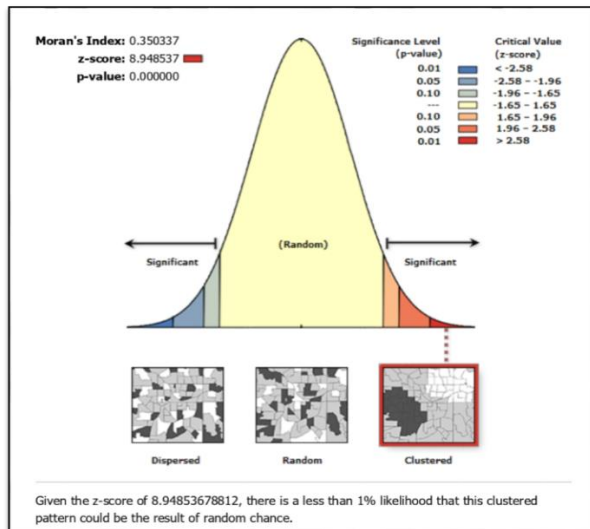 Moran's Index: 0.350337
z-score: 8.948537
p-value: 0.000000
Significance Level
(p-value)
Critical Value
(z-score)
0.01 < -2.58
0.05 -2.58 – -1.96
0.10 -1.96 – -1.65
--- -1.65 – 1.65
0.10 1.65 – 1.96
0.05 1.96 – 2.58
0.01 > 2.58
Significant
(Random)
Significant
Dispersed
Random
Clustered
Given the z-score of 8.94853678812, there is a less than 1% likelihood that this clustered
pattern could be the result of random chance.